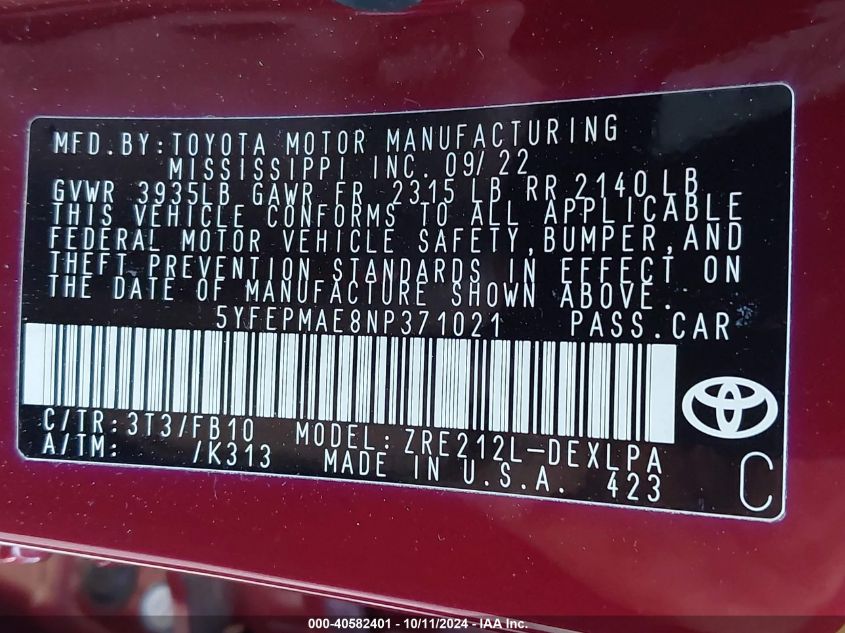 MFD.BY:TOYOTA MOTOR MANUFACTURING
MISSISSIPPI INC. 09/22
GVWR 3935LB GAWR FR 2315 LB RR 2140LB
THIS VEHICLE CONFORMS TO ALL APPLICABLE
FEDERAL MOTOR VEHICLE SAFETY,BUMPER,AND
THEFT PREVENTION STANDARDS IN EFFECT ON
THE DATE OF MANUFACTURE SHOWN ABOVE.
5YFEPMAE8NP371021 PASS.CAR
C/TR:3T3/FB10 MODEL:ZRE212L-DEXLPA
A/TM: /K313 MADE IN U.S.A. 423
C
000-40582401 - 10/11/2024 - IAA Inc.